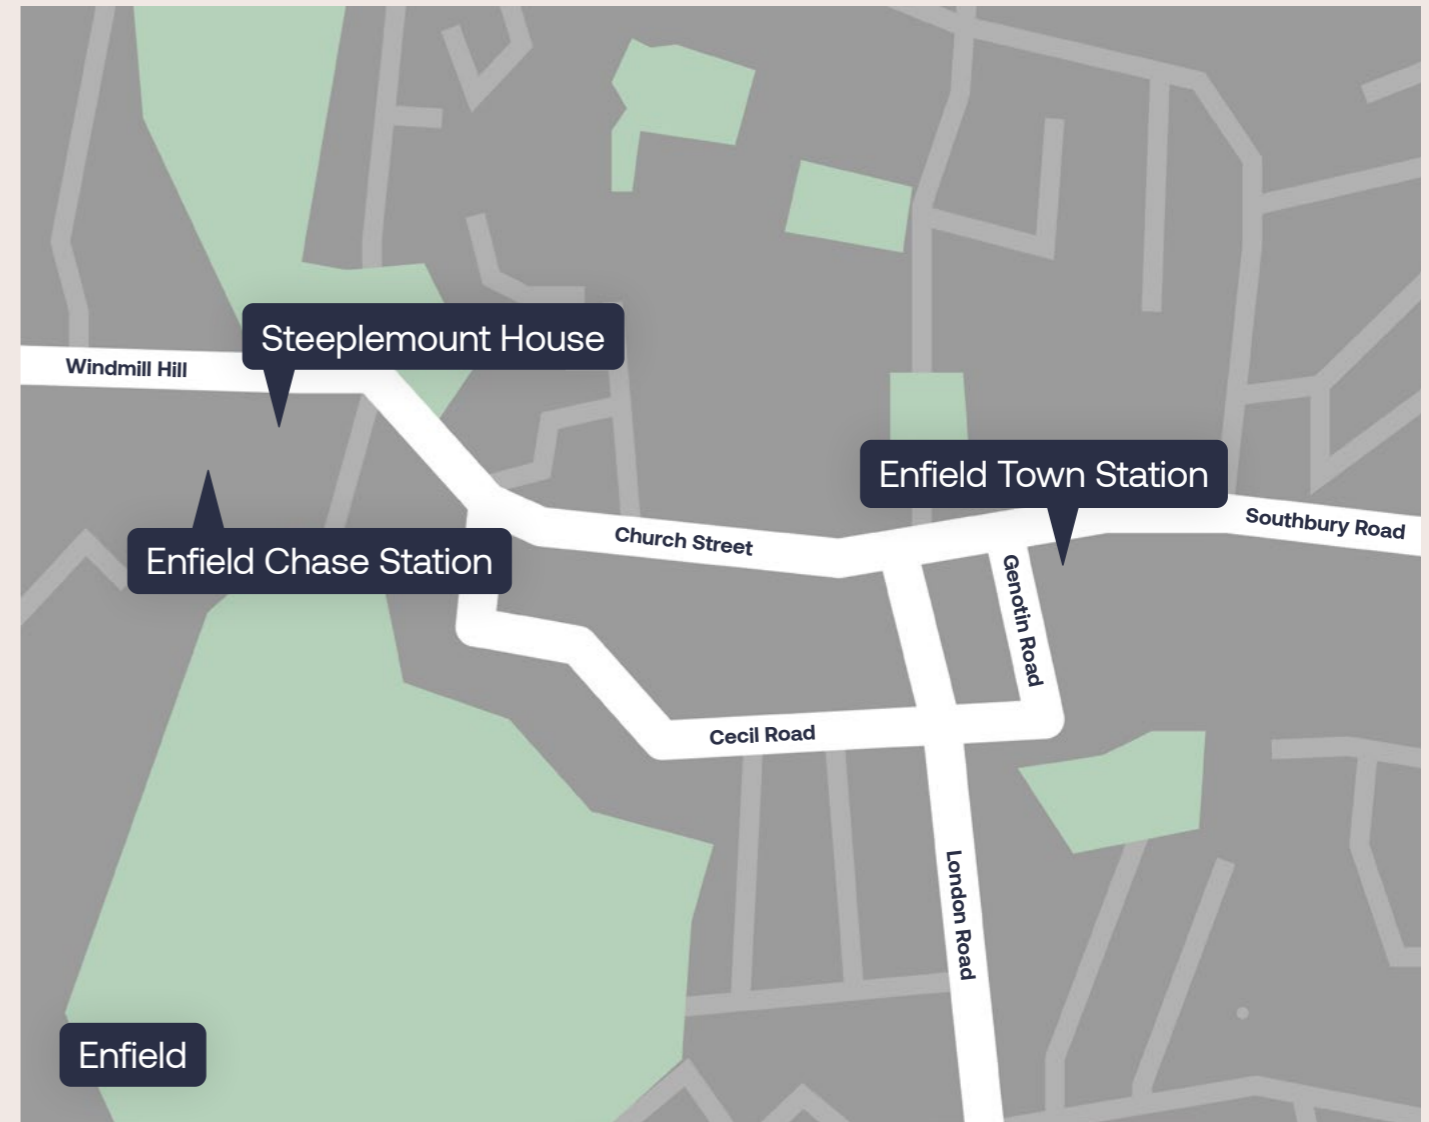 Steeplemount House
Windmill Hill
Enfield Town Station
Southbury Road
Church Street
Enfield Chase Station
Genotin Road
Cecil Road
London Road
Enfield